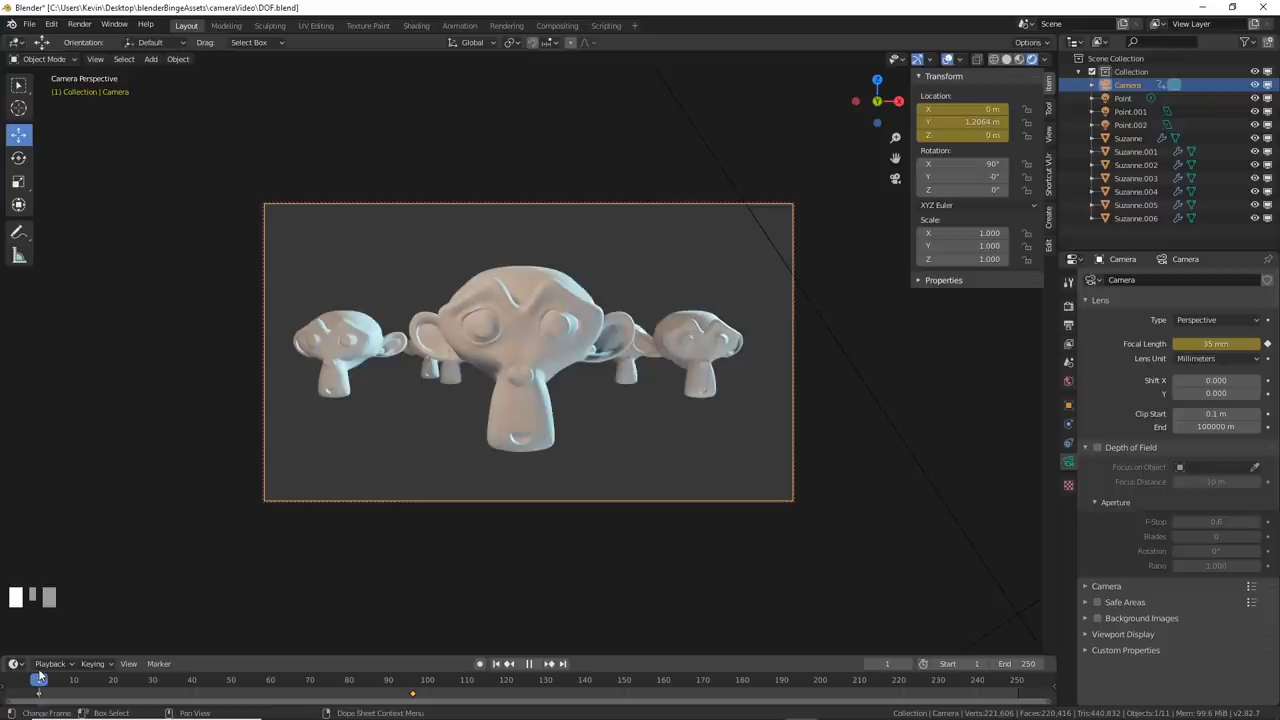 Blender* [C:\Users\Kevin\Desktop\blenderBingeAssets\cameraVideo\DOF.blend]
File Edit Render Window Help Layout Modeling Sculpting UV Editing Texture Paint Shading Animation Rendering Compositing Scripting + Scene View Layer
Orientation: Default Drag: Select Box Global Options
Object Mode View Select Add Object
Camera Perspective
(1) Collection | Camera
Z
X
Y
Transform
Location:
X 0 m
Y 1.2064 m
Z 0 m
Rotation:
X 90°
Y -0°
Z 0°
XYZ Euler
Scale:
X 1.000
Y 1.000
Z 1.000
Properties
Item
Tool
View
Shortcut VUr
Create
Edit
Scene Collection
Collection
Camera
Point
Point.001
Point.002
Suzanne
Suzanne.001
Suzanne.002
Suzanne.003
Suzanne.004
Suzanne.005
Suzanne.006
Camera Camera
Camera
Lens
Type Perspective
Focal Length 35 mm
Lens Unit Millimeters
Shift X 0.000
Y 0.000
Clip Start 0.1 m
End 100000 m
Depth of Field
Focus on Object
Focus Distance 10 m
Aperture
F-Stop 0.6
Blades 0
Rotation 0°
Ratio 1.000
Camera
Safe Areas
Background Images
Viewport Display
Custom Properties
Playback Keying View Marker 1 Start 1 End 250
10 20 30 40 50 60 70 80 90 100 110 120 130 140 150 160 170 180 190 200 210 220 230 240 250
Change Frame Box Select Pan View Dope Sheet Context Menu Collection | Camera | Verts:221,606 | Faces:220,416 | Tris:440,832 | Objects:1/11 | Mem: 99.6 MiB | v2.82.7